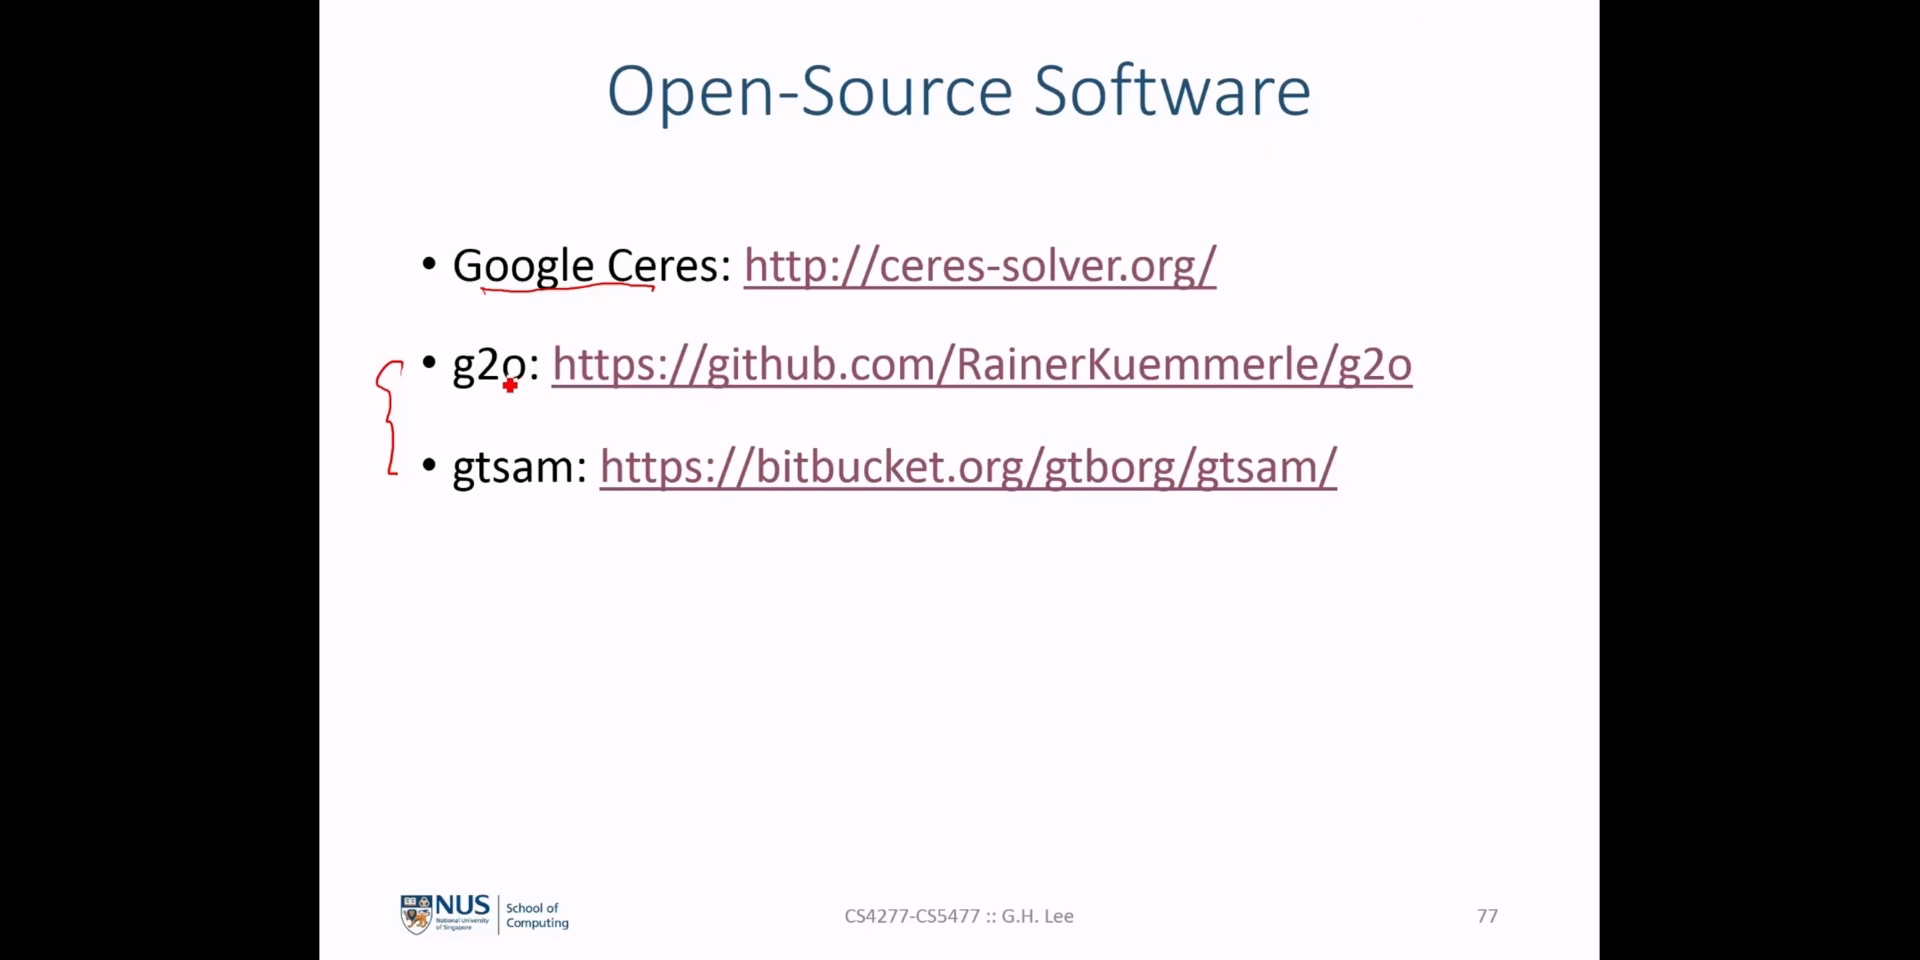 Open-Source Software
• Google Ceres: http://ceres-solver.org/
• g2o: https://github.com/RainerKuemmerle/g2o
• gtsam: https://bitbucket.org/gtborg/gtsam/
NUS
National University
of Singapore
School of
Computing
CS4277-CS5477 :: G.H. Lee
77